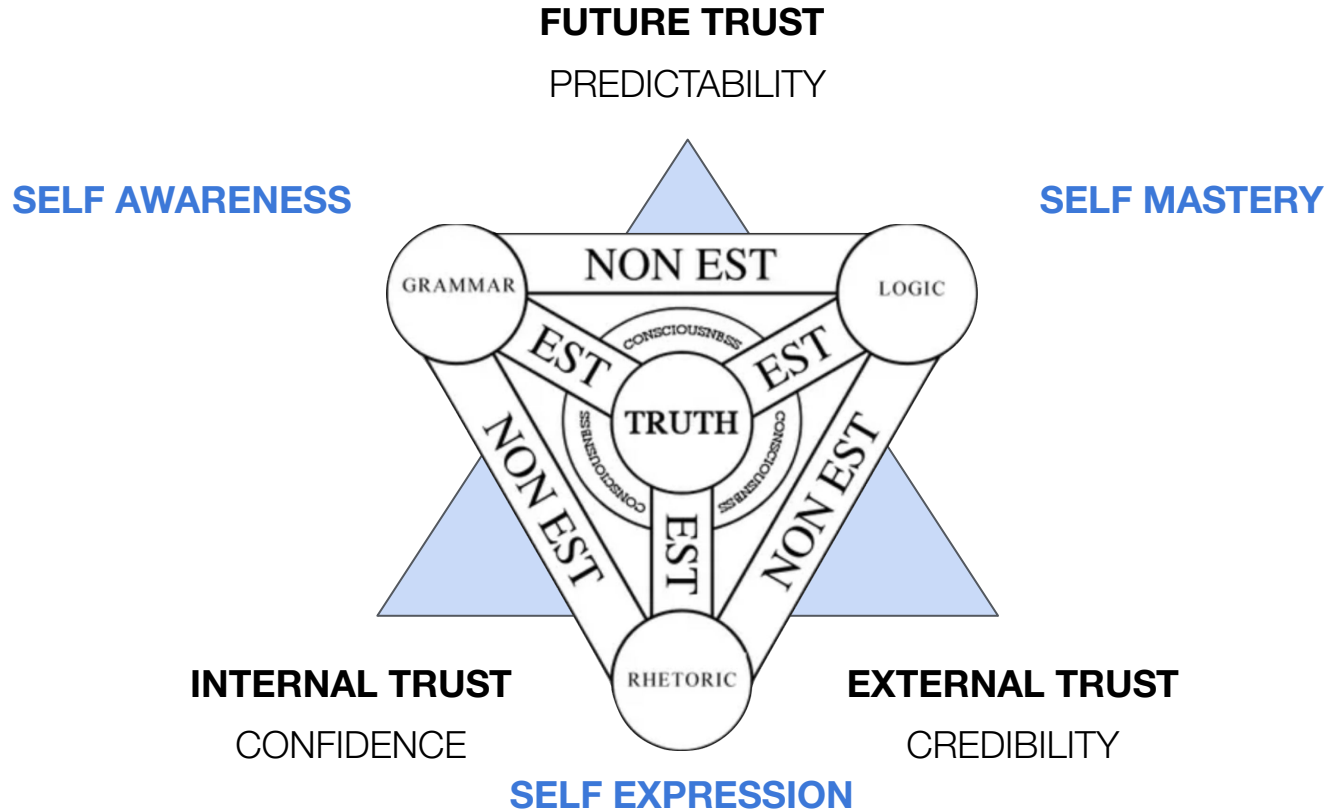 FUTURE TRUST
PREDICTABILITY
SELF AWARENESS
SELF MASTERY
GRAMMAR
NON EST
LOGIC
EST
CONSCIOUSNESS
EST
TRUTH
CONSCIOUSNESS
CONSCIOUSNESS
NON EST
EST
NON EST
RHETORIC
INTERNAL TRUST
CONFIDENCE
EXTERNAL TRUST
CREDIBILITY
SELF EXPRESSION